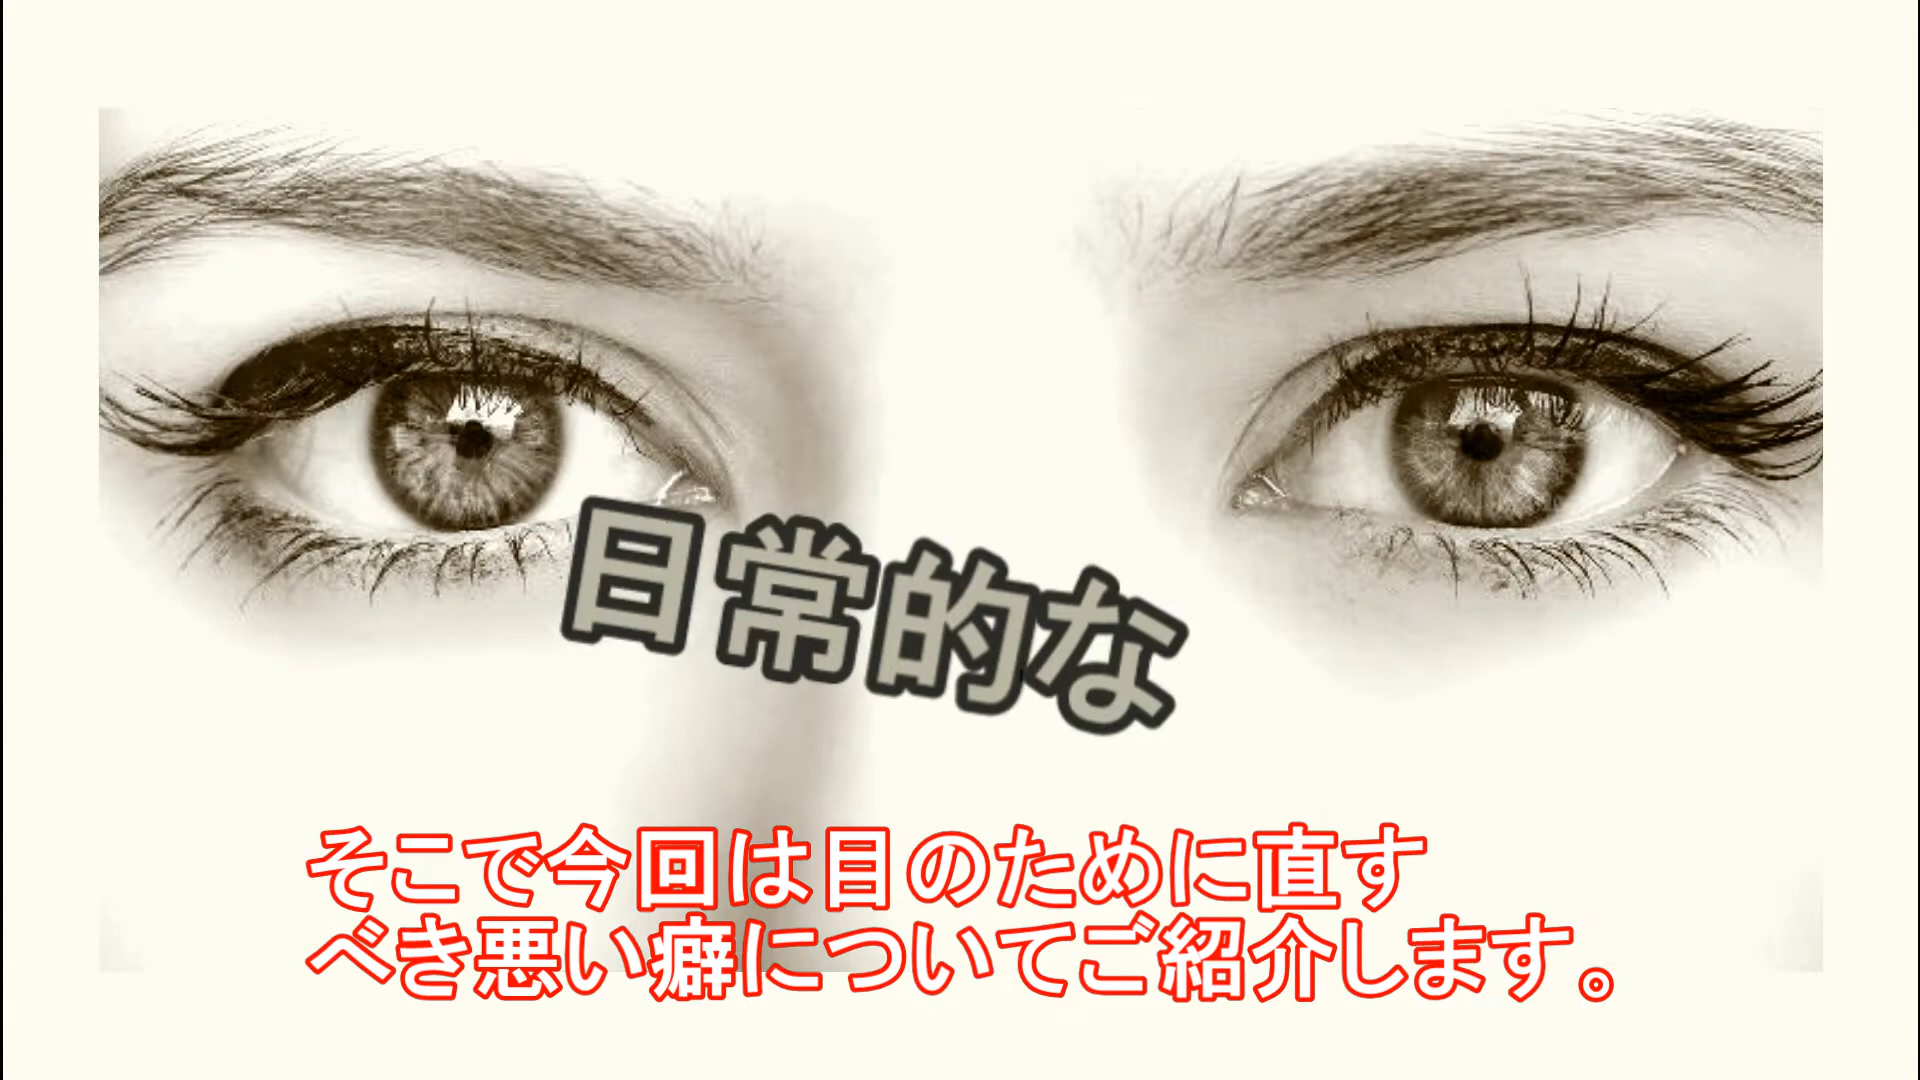 日常的な
そこで今回は目のために直す
べき悪い癖についてご紹介します。